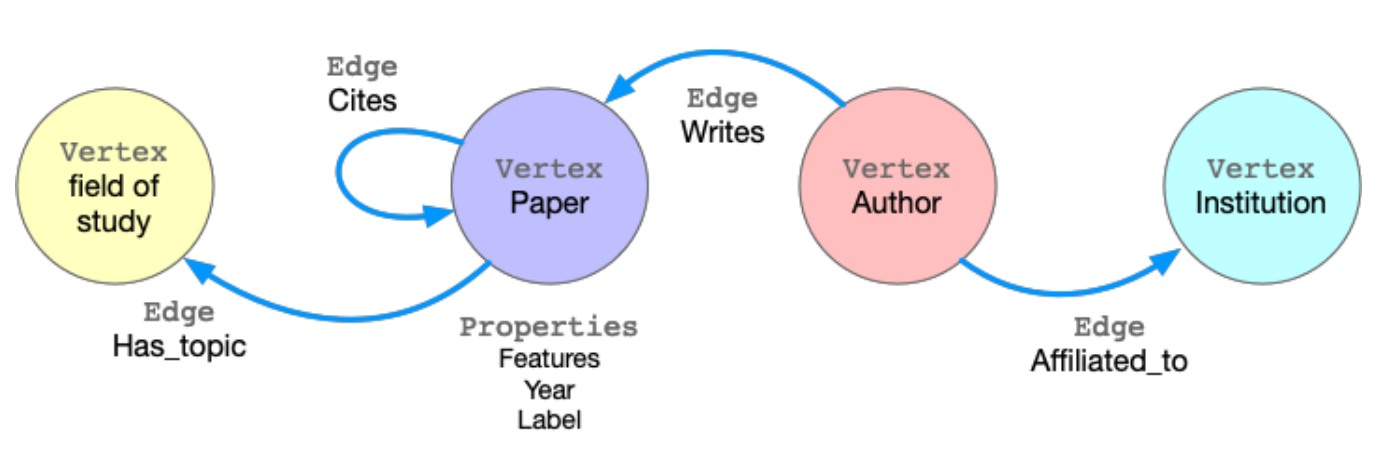 Edge
Cites
Edge
Writes
Vertex
field of
study
Vertex
Paper
Vertex
Author
Vertex
Institution
Edge
Has_topic
Properties
Features
Year
Label
Edge
Affiliated_to